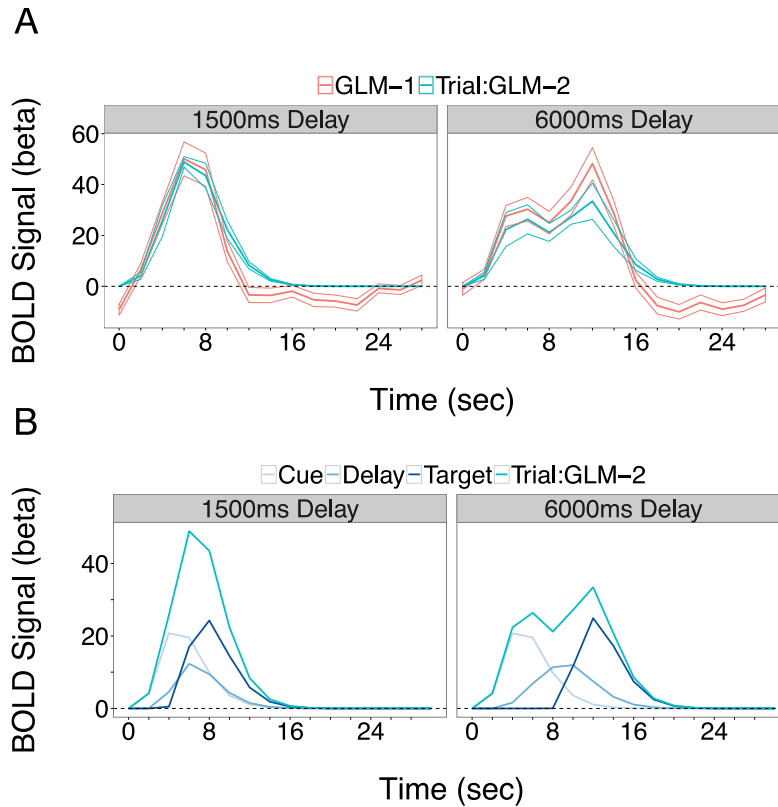 A
GLM-1 Trial:GLM-2
1500ms Delay 6000ms Delay
BOLD Signal (beta)
60
40
20
0
0 8 16 24 0 8 16 24
Time (sec)
B
Cue Delay Target Trial:GLM-2
1500ms Delay 6000ms Delay
BOLD Signal (beta)
40
20
0
0 8 16 24 0 8 16 24
Time (sec)